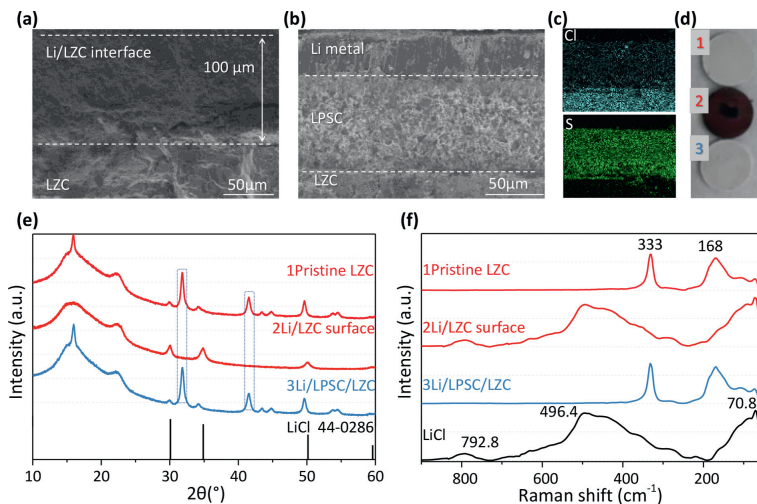 (a)
Li/LZC interface
100 μm
LZC
50μm
(b)
Li metal
LPSC
LZC
50μm
(c)
Cl
S
(d)
1
2
3
(e)
1Pristine LZC
2Li/LZC surface
3Li/LPSC/LZC
LiCl 44-0286
Intensity (a.u.)
10 20 30 40 50 60
2θ(°)
(f)
333 168
1Pristine LZC
2Li/LZC surface
3Li/LPSC/LZC
LiCl
792.8
496.4
70.8
Intensity (a.u.)
800 600 400 200
Raman shift (cm-1)